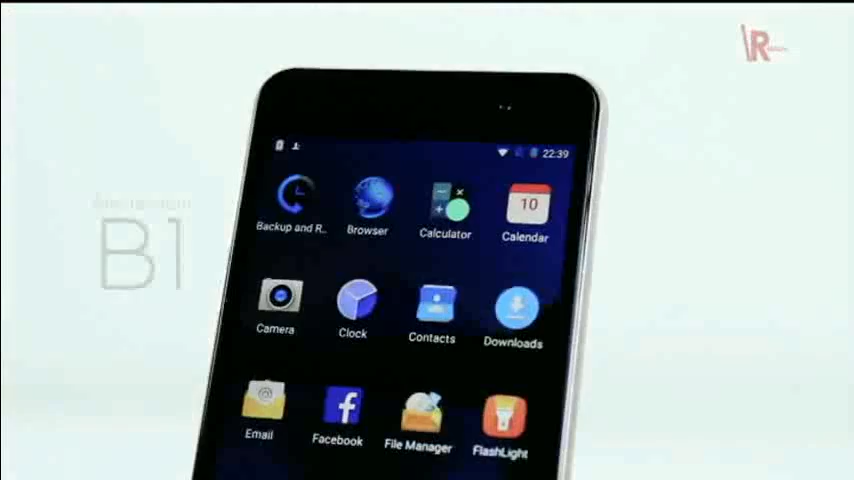 R
22:39
Backup and R..
Browser
Calculator
10
Calendar
B1
Camera
Clock
Contacts
Downloads
Email
Facebook
File Manager
FlashLight